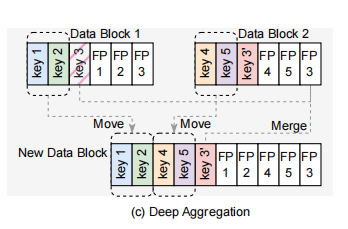 Data Block 1
Data Block 2
key 1 key 2 key 3 FP 1 FP 2 FP 3
key 4 key 5 key 3' FP 4 FP 5 FP 3
Move Move Merge
New Data Block
key 1 key 2 key 4 key 5 key 3' FP 1 FP 2 FP 4 FP 5 FP 3
(c) Deep Aggregation